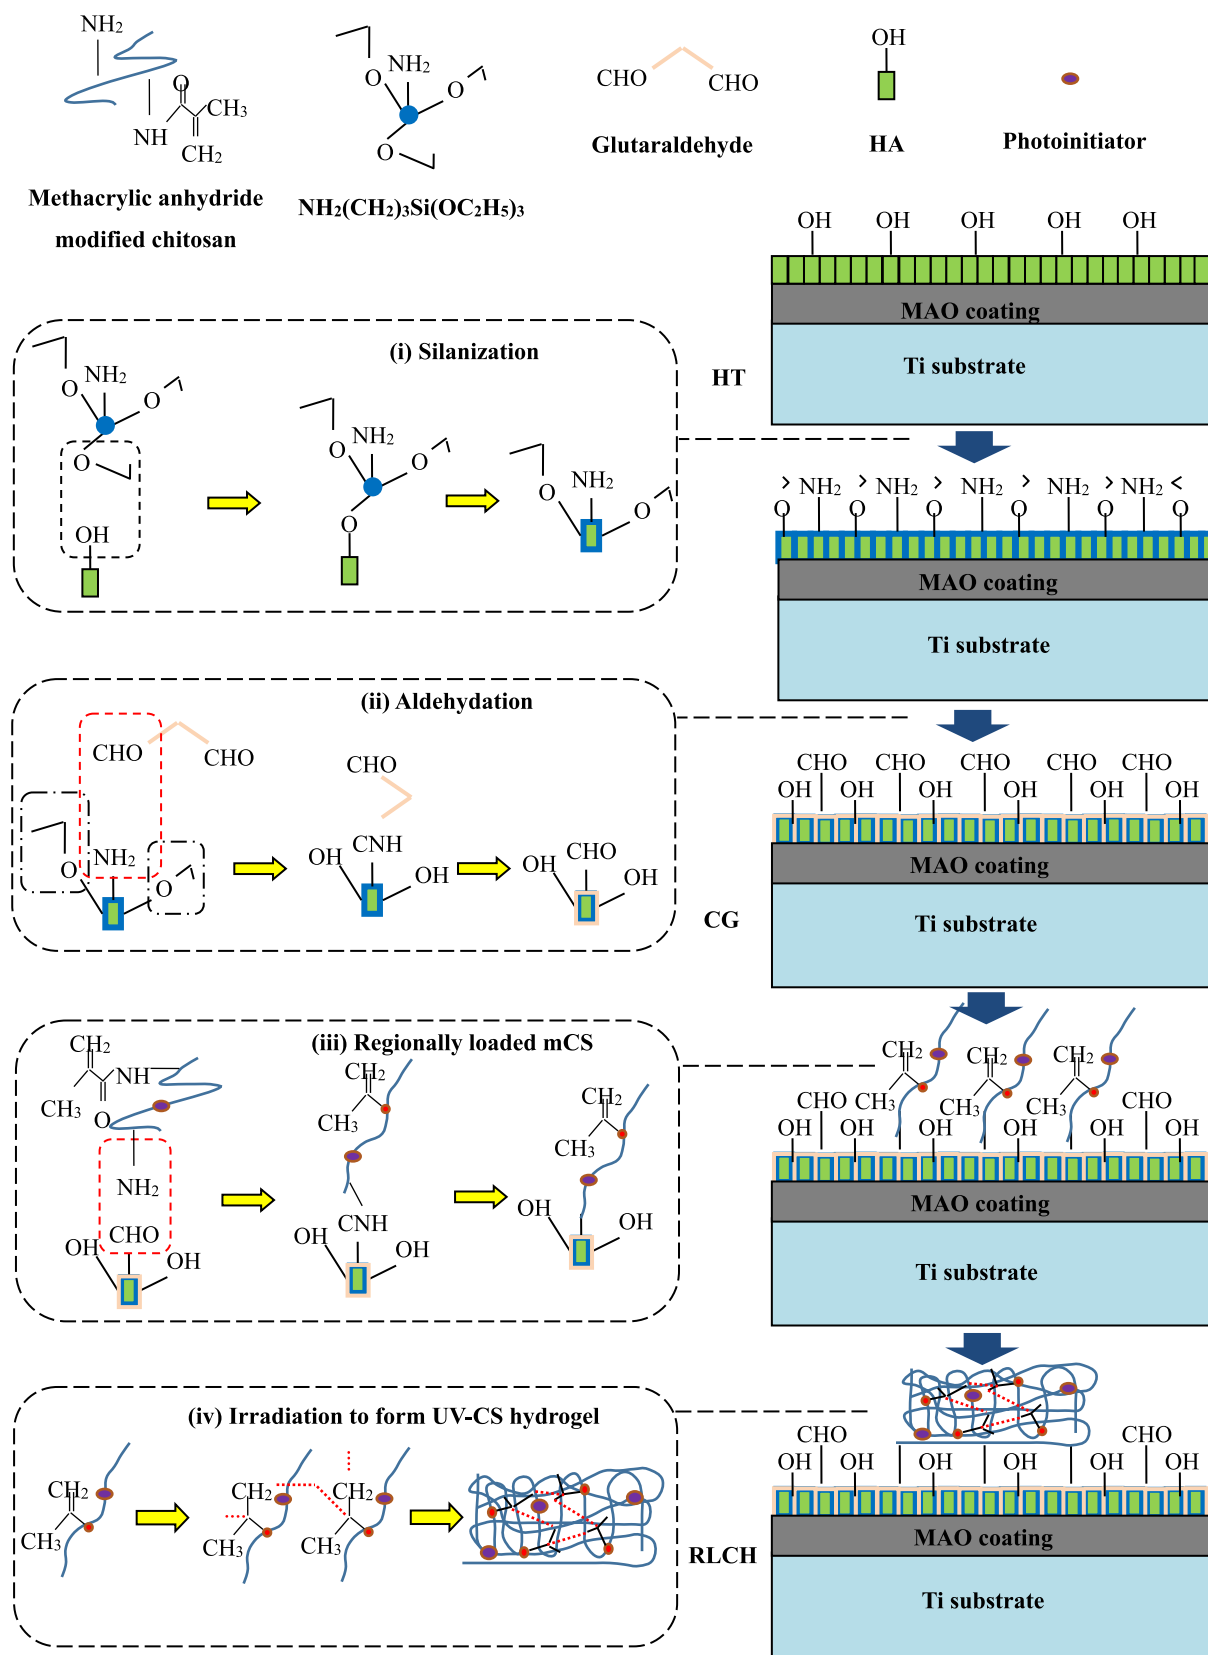 NH2
O
CH3
NH
CH2
Methacrylic anhydride
modified chitosan
NH2
O
O
O
NH2(CH2)3Si(OC2H5)3
CHO
CHO
Glutaraldehyde
OH
HA
Photoinitiator
OH OH OH OH OH
MAO coating
Ti substrate
HT
(i) Silanization
NH2
O
O
O
OH
NH2
O
O
O
NH2
O
O
NH2 NH2 NH2 NH2 NH2
O O O O O O
MAO coating
Ti substrate
(ii) Aldehydation
CHO
CHO
NH2
O
O
CHO
CNH
OH
OH
CHO
OH
OH
CHO CHO CHO CHO CHO
OH OH OH OH OH OH
MAO coating
Ti substrate
CG
(iii) Regionally loaded mCS
CH2
NH
CH3
O
NH2
CHO
OH
OH
CH2
CH3
CNH
OH
OH
CH2
CH3
OH
OH
CH2 CH2 CH2
CH3 CH3 CH3
CHO CHO
OH OH OH OH OH OH
MAO coating
Ti substrate
(iv) Irradiation to form UV-CS hydrogel
CH2
CH3
CH2 CH2
CH3 CH3
CHO CHO
OH OH OH OH OH OH
MAO coating
Ti substrate
RLCH